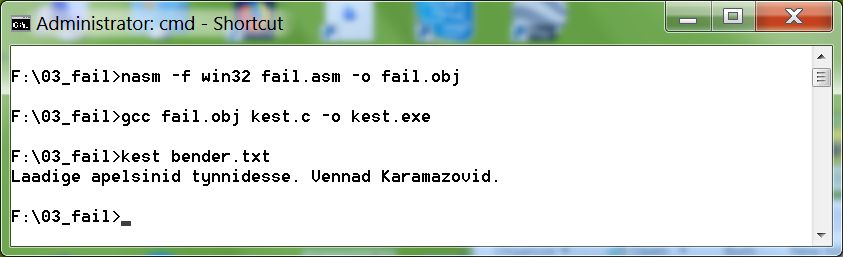 Administrator: cmd - Shortcut
F:\03_fail>nasm -f win32 fail.asm -o fail.obj
F:\03_fail>gcc fail.obj kest.c -o kest.exe
F:\03_fail>kest bender.txt
Laadige apelsinid tynnidesse. Vennad Karamazovid.
F:\03_fail>_